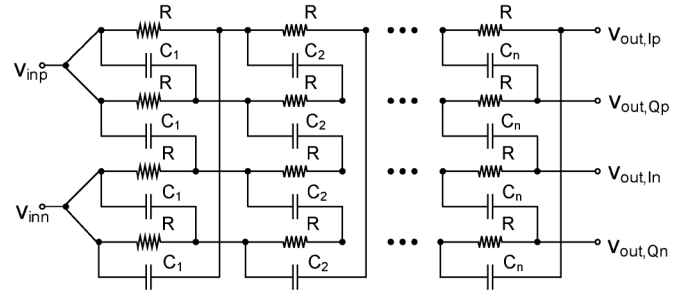 R R R
C₁ C₂ Cₙ V_out,Ip
V_inp
R R R
C₁ C₂ Cₙ V_out,Qp
R R R
C₁ C₂ Cₙ V_out,In
V_inn
R R R
C₁ C₂ Cₙ V_out,Qn